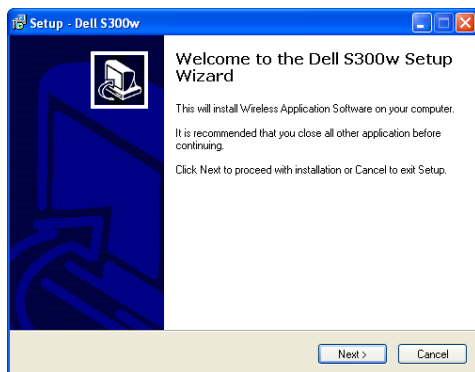 Setup - Dell S300w
Welcome to the Dell S300w Setup
Wizard
This will install Wireless Application Software on your computer.
It is recommended that you close all other application before
continuing.
Click Next to proceed with installation or Cancel to exit Setup.
Next >
Cancel